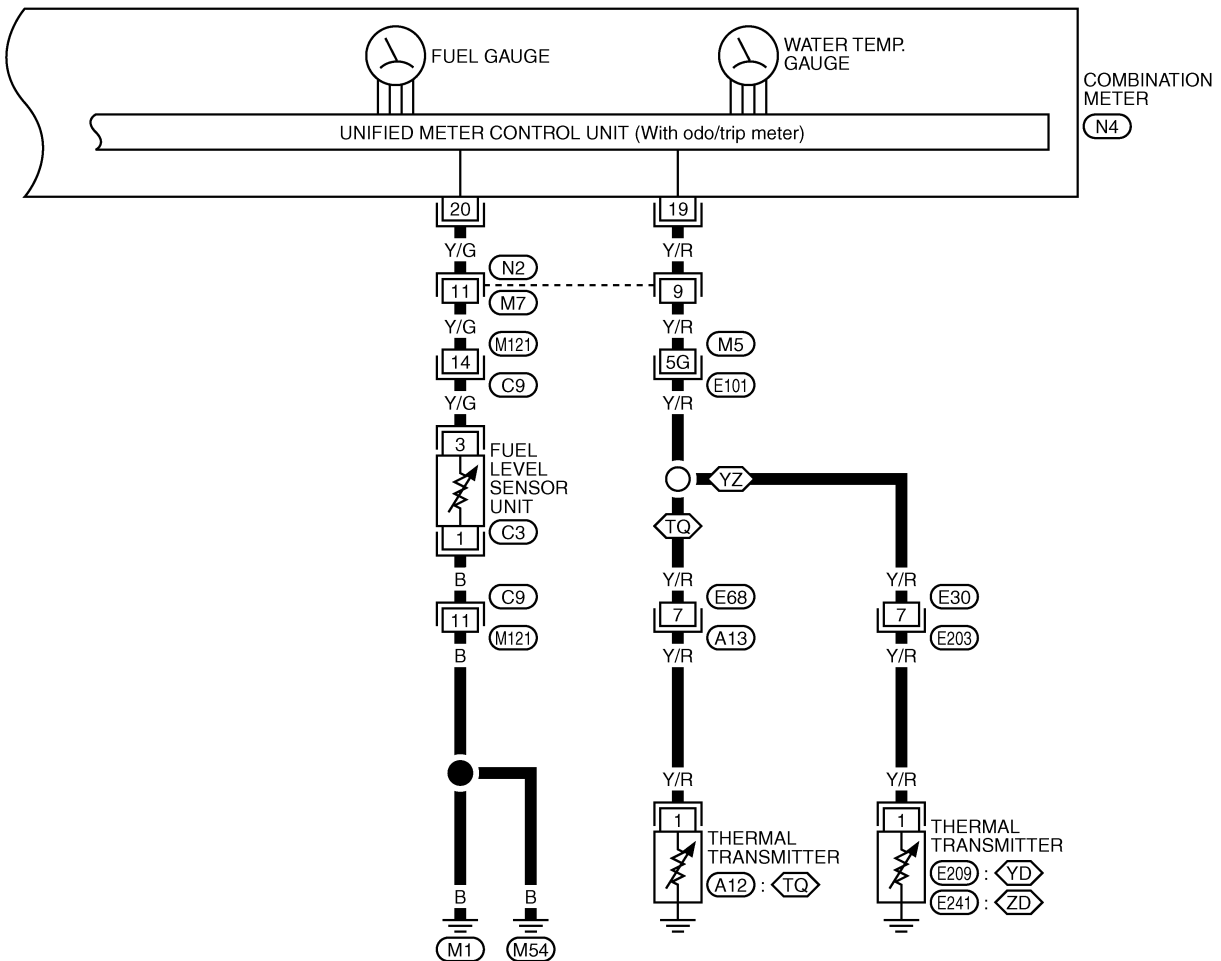 FUEL GAUGE
WATER TEMP.
GAUGE
COMBINATION
METER
N4
UNIFIED METER CONTROL UNIT (With odo/trip meter)
20
19
Y/G
Y/R
N2
11
9
M7
Y/G
Y/R
M121
M5
14
5G
C9
E101
Y/G
Y/R
3
FUEL
LEVEL
SENSOR
UNIT
YZ
TQ
1
C3
B
Y/R
Y/R
C9
E68
E30
11
7
7
M121
A13
E203
B
Y/R
Y/R
Y/R
Y/R
1
1
THERMAL
TRANSMITTER
A12 : TQ
THERMAL
TRANSMITTER
E209 : YD
E241 : ZD
B
B
M1
M54